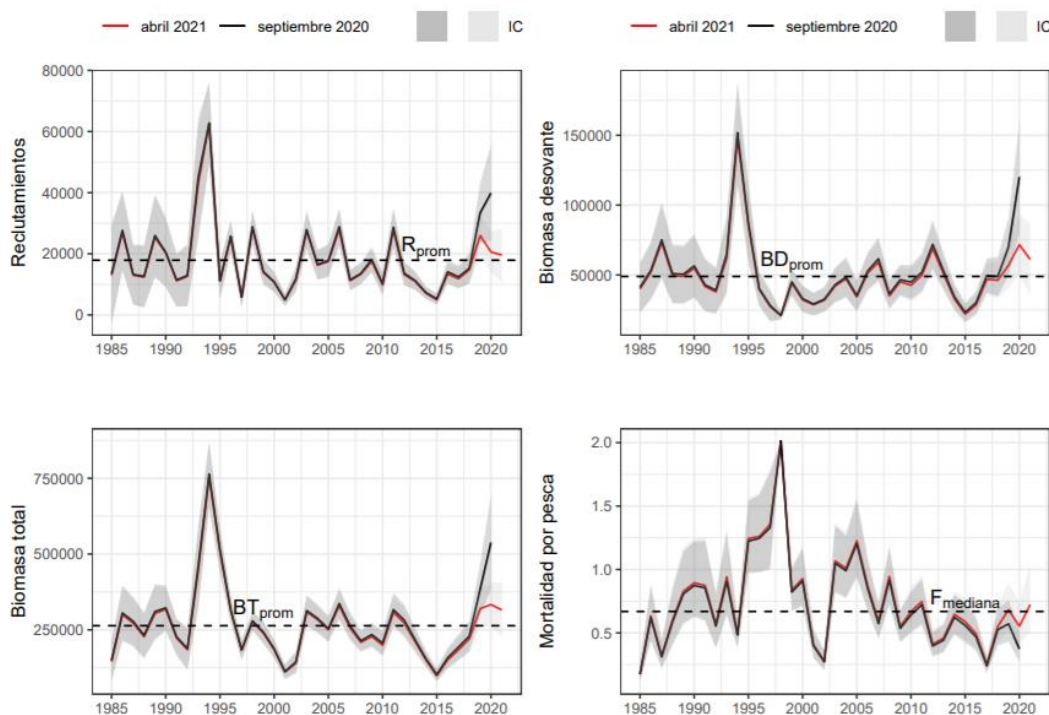 abril 2021 septiembre 2020 IC
abril 2021 septiembre 2020 IC
Reclutamientos
80000
60000
40000
20000
0
Rprom
1985 1990 1995 2000 2005 2010 2015 2020
Biomasa desovante
150000
100000
50000
BDprom
1985 1990 1995 2000 2005 2010 2015 2020
Biomasa total
750000
500000
250000
BTprom
1985 1990 1995 2000 2005 2010 2015 2020
Mortalidad por pesca
2.0
1.5
1.0
0.5
Fmediana
1985 1990 1995 2000 2005 2010 2015 2020